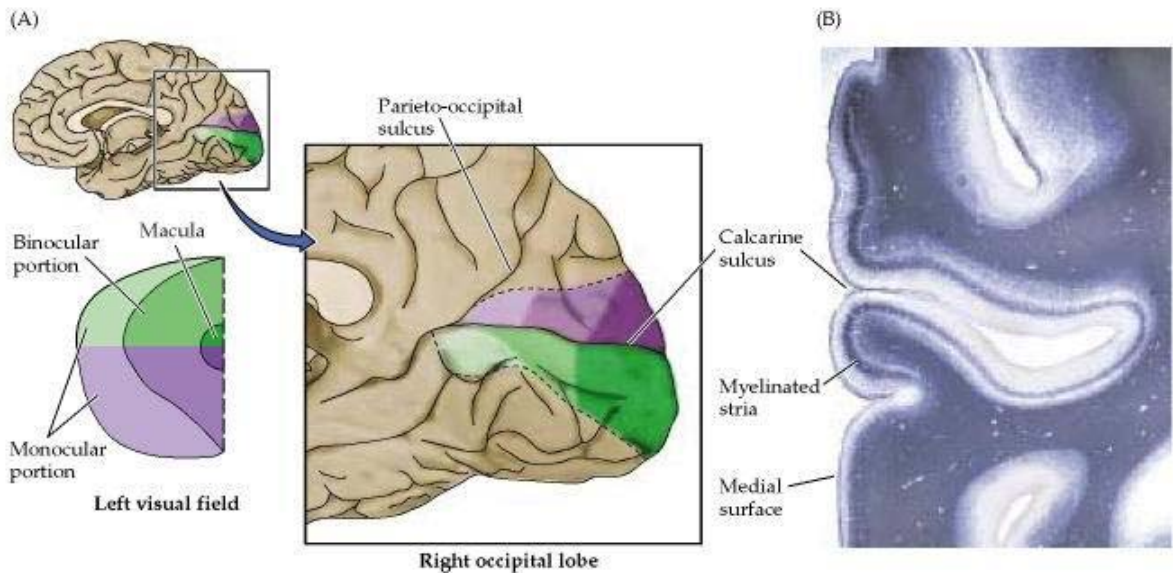 (A)
(B)
Parieto-occipital
sulcus
Binocular
portion
Macula
Calcarine
sulcus
Myelinated
stria
Monocular
portion
Medial
surface
Left visual field
Right occipital lobe